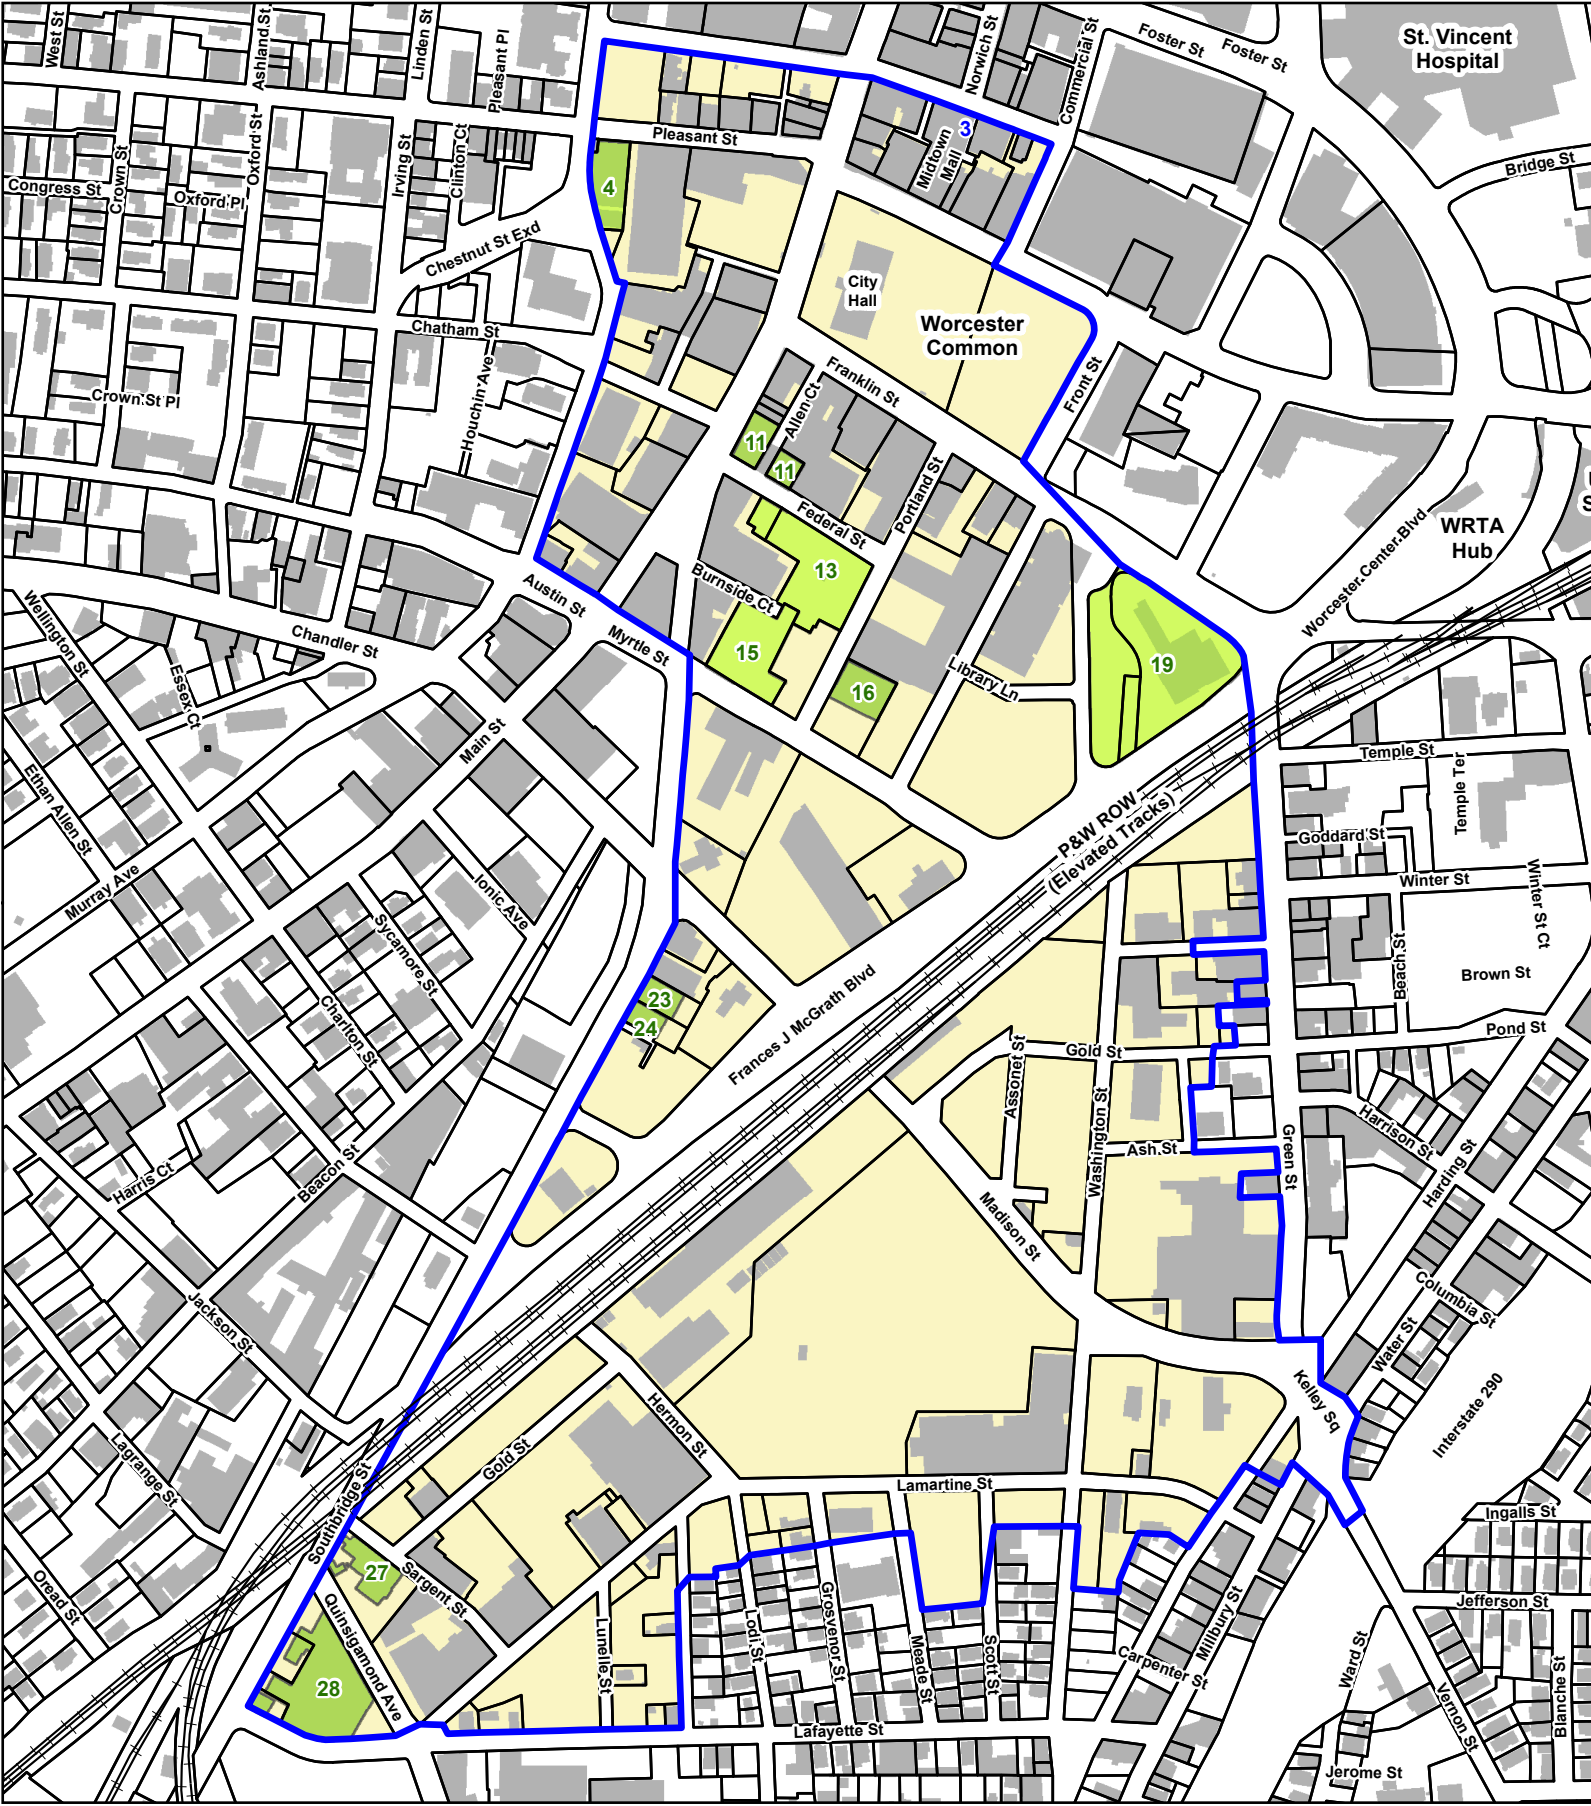 West St
Ashland St
Linden St
Pleasant Pl
Norwich St
Commercial St
Foster St
Foster St
St. Vincent
Hospital
Pleasant St
3
Midtown
Mall
Bridge St
Congress St
Crown St
Oxford St
Oxford Pl
Irving St
Clinton Ct
4
Chestnut St Exd
City
Hall
Worcester
Common
Chatham St
Houchin Ave
Crown St Pl
Franklin St
Front St
Allen Ct
11
11
Portland St
Federal St
WRTA
Hub
Worcester Center Blvd
13
Burnside Ct
Austin St
Myrtle St
Wellington St
Chandler St
Essex Ct
15
16
Library Ln
19
Main St
Temple St
Temple Ter
Ethan Allen St
P&W ROW
(Elevated Tracks)
Goddard St
Winter St
Winter St Ct
Murray Ave
Ionic Ave
Sycamore St
Charlton St
Beach St
Brown St
23
24
Frances J McGrath Blvd
Pond St
Gold St
Assonet St
Washington St
Ash St
Green St
Harrison St
Harding St
Harris Ct
Beacon St
Madison St
Columbia St
Water St
Jackson St
Kelley Sq
Interstate 290
Hermon St
Gold St
Lagrange St
Lamartine St
Southbridge St
Ingalls St
27
Sargent St
Oread St
Quinsigamond Ave
Lunelle St
Lodi St
Grosvenor St
Meade St
Scott St
Carpenter St
Millbury St
Jefferson St
Ward St
Vernon St
Blanche St
28
Lafayette St
Jerome St